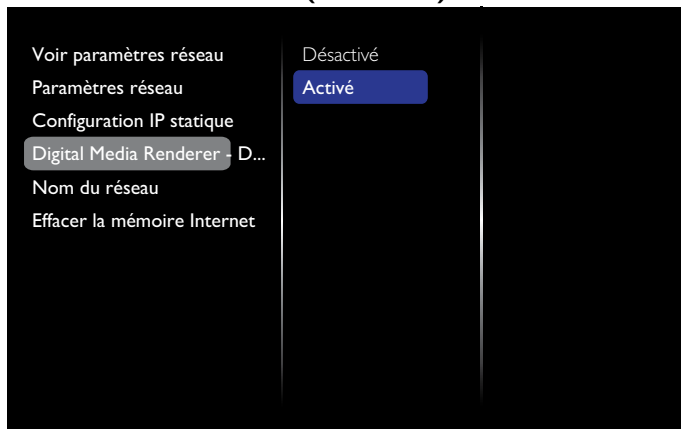 Voir paramètres réseau
Paramètres réseau
Configuration IP statique
Digital Media Renderer - D...
Nom du réseau
Effacer la mémoire Internet
Désactivé
Activé